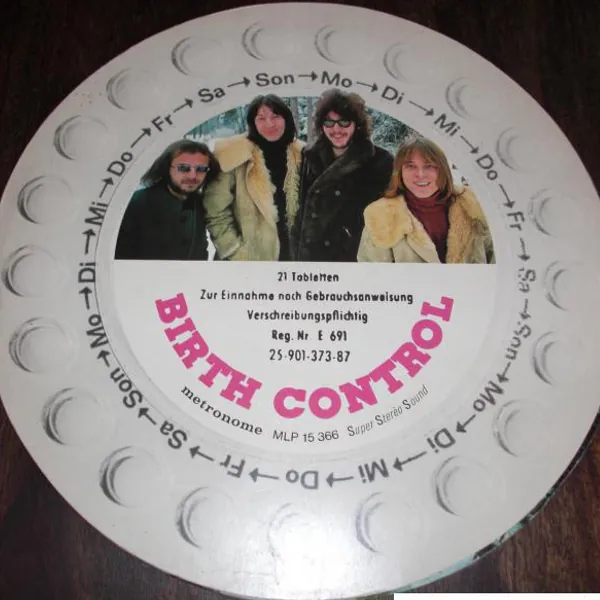 Son→Mo→Di→Mi→Do→Fr→Sa→Son→Mo→Di→Mi→Do→Fr→Sa→Son→Mo→Di→Mi→Do→Fr→Sa→
21 Tabletten
Zur Einnahme nach Gebrauchsanweisung
Verschreibungspflichtig
Reg. Nr E 691
25-901-373-87
BIRTH CONTROL
metronome MLP 15 366 Super Stereo Sound